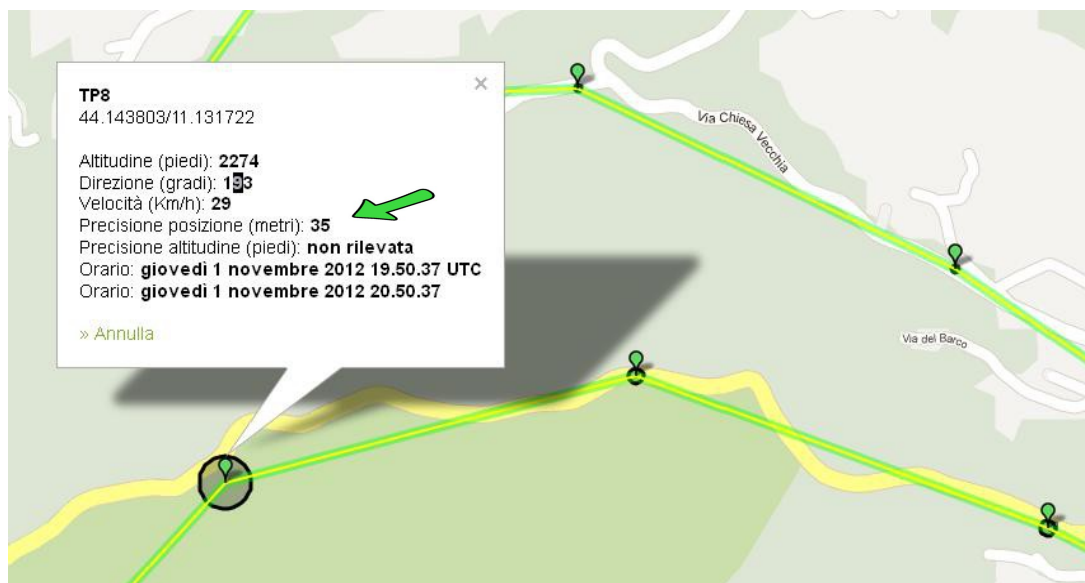 TP8
44.143803/11.131722
Altitudine (piedi): 2274
Direzione (gradi): 193
Velocità (Km/h): 29
Precisione posizione (metri): 35
Precisione altitudine (piedi): non rilevata
Orario: giovedì 1 novembre 2012 19.50.37 UTC
Orario: giovedì 1 novembre 2012 20.50.37
» Annulla
Via Chiesa Vecchia
Via del Barco